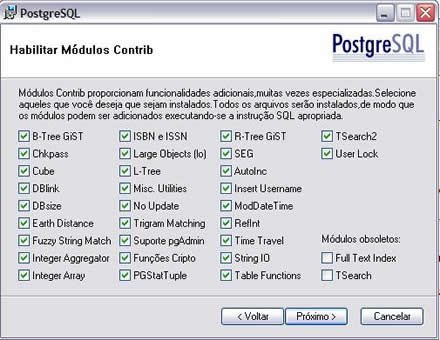 PostgreSQL
Habilitar Módulos Contrib
PostgreSQL
Módulos Contrib proporcionam funcionalidades adicionais,muitas vezes especializadas.Selecione
aqueles que você deseja que sejam instalados.Todos os arquivos serão instalados,de modo que
os módulos podem ser adicionados executando-se a instrução SQL apropriada.
B-Tree GiST ISBN e ISSN R-Tree GiST TSearch2
Chkpass Large Objects (lo) SEG User Lock
Cube L-Tree AutoInc
DBlink Misc. Utilities Insert Username
DBsize No Update ModDateTime
Earth Distance Trigram Matching RefInt
Fuzzy String Match Suporte pgAdmin Time Travel Módulos obsoletos:
Integer Aggregator Funções Cripto String IO Full Text Index
Integer Array PGStatTuple Table Functions TSearch
< Voltar Próximo > Cancelar